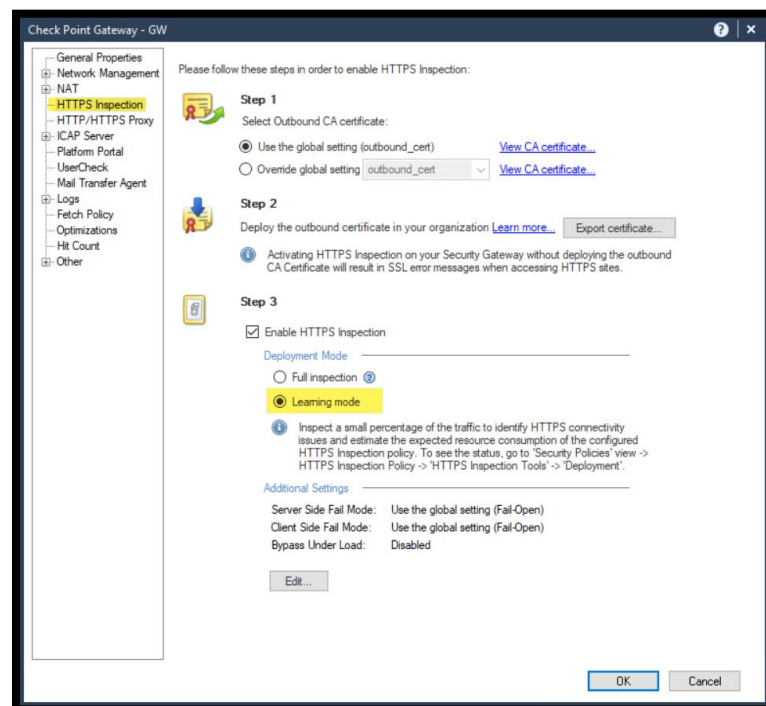 Check Point Gateway - GW
General Properties
Network Management
NAT
HTTPS Inspection
HTTP/HTTPS Proxy
ICAP Server
Platform Portal
UserCheck
Mail Transfer Agent
Logs
Fetch Policy
Optimizations
Hit Count
Other
Please follow these steps in order to enable HTTPS Inspection:
Step 1
Select Outbound CA certificate:
Use the global setting (outbound_cert) View CA certificate...
Override global setting outbound_cert View CA certificate...
Step 2
Deploy the outbound certificate in your organization Learn more... Export certificate...
Activating HTTPS Inspection on your Security Gateway without deploying the outbound
CA Certificate will result in SSL error messages when accessing HTTPS sites.
Step 3
Enable HTTPS Inspection
Deployment Mode
Full inspection
Learning mode
Inspect a small percentage of the traffic to identify HTTPS connectivity
issues and estimate the expected resource consumption of the configured
HTTPS Inspection policy. To see the status, go to 'Security Policies' view ->
HTTPS Inspection Policy -> 'HTTPS Inspection Tools' -> 'Deployment'.
Additional Settings
Server Side Fail Mode: Use the global setting (Fail-Open)
Client Side Fail Mode: Use the global setting (Fail-Open)
Bypass Under Load: Disabled
Edit...
OK Cancel